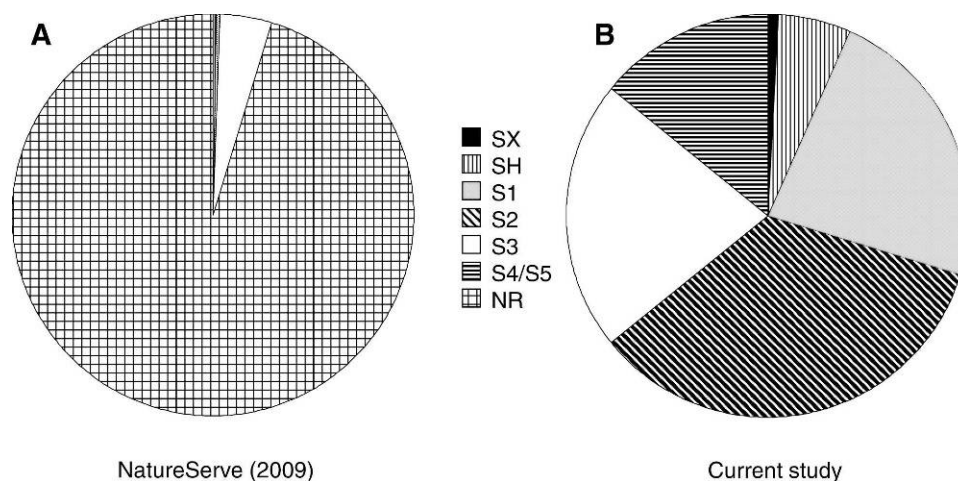 A
B
SX
SH
S1
S2
S3
S4/S5
NR
NatureServe (2009)
Current study